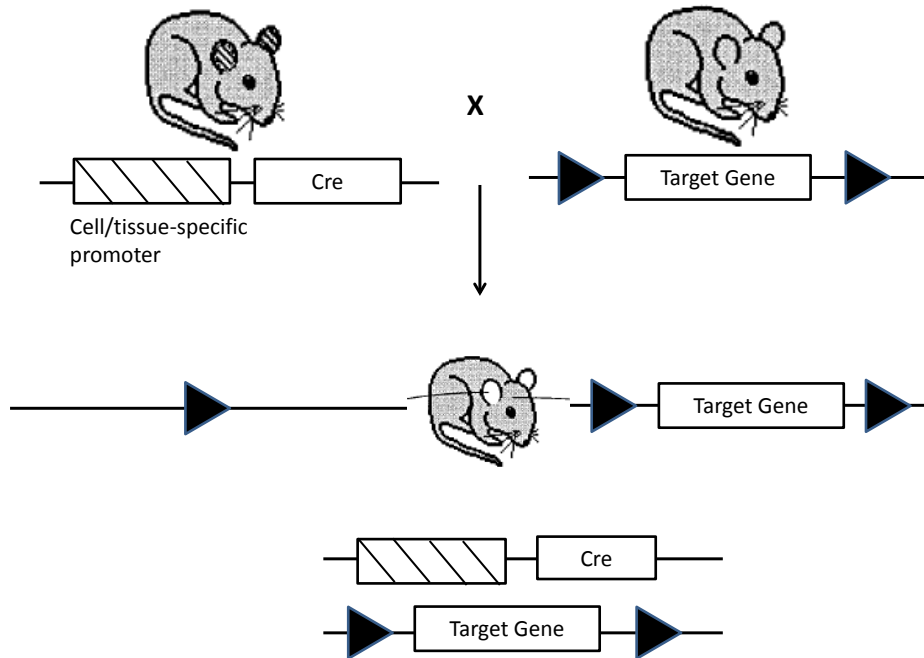 X
Cre
Target Gene
Cell/tissue-specific
promoter
Target Gene
Cre
Target Gene